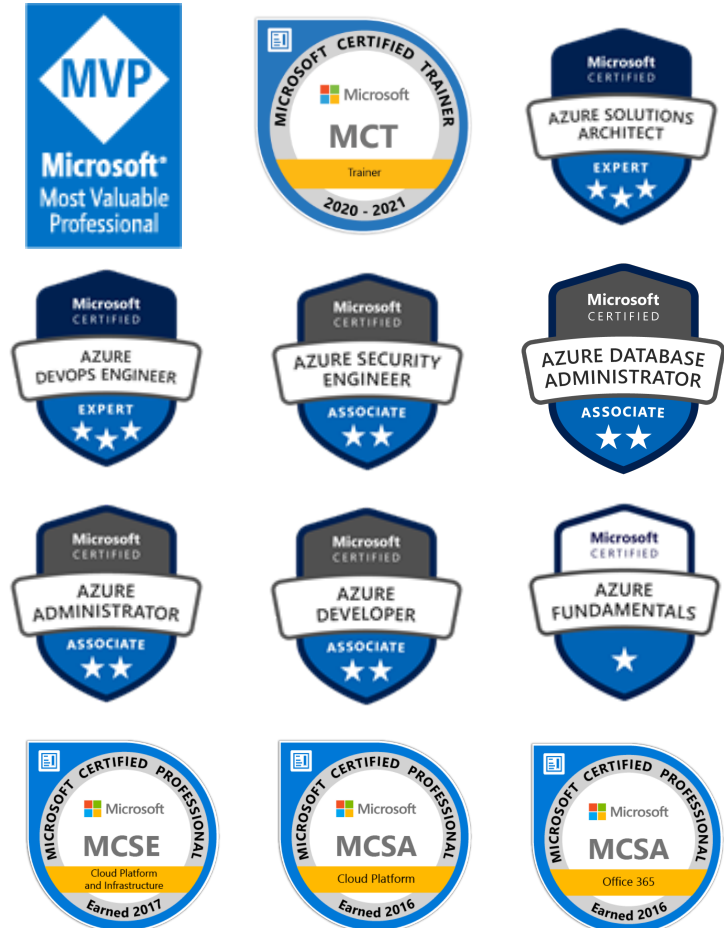 MVP
Microsoft®
Most Valuable
Professional
MICROSOFT CERTIFIED TRAINER
Microsoft
MCT
Trainer
2020 - 2021
Microsoft
CERTIFIED
AZURE SOLUTIONS
ARCHITECT
EXPERT
Microsoft
CERTIFIED
AZURE
DEVOPS ENGINEER
EXPERT
Microsoft
CERTIFIED
AZURE SECURITY
ENGINEER
ASSOCIATE
Microsoft
CERTIFIED
AZURE DATABASE
ADMINISTRATOR
ASSOCIATE
Microsoft
CERTIFIED
AZURE
ADMINISTRATOR
ASSOCIATE
Microsoft
CERTIFIED
AZURE
DEVELOPER
ASSOCIATE
Microsoft
CERTIFIED
AZURE
FUNDAMENTALS
MICROSOFT CERTIFIED PROFESSIONAL
Microsoft
MCSE
Cloud Platform
and Infrastructure
Earned 2017
MICROSOFT CERTIFIED PROFESSIONAL
Microsoft
MCSA
Cloud Platform
Earned 2016
MICROSOFT CERTIFIED PROFESSIONAL
Microsoft
MCSA
Office 365
Earned 2016